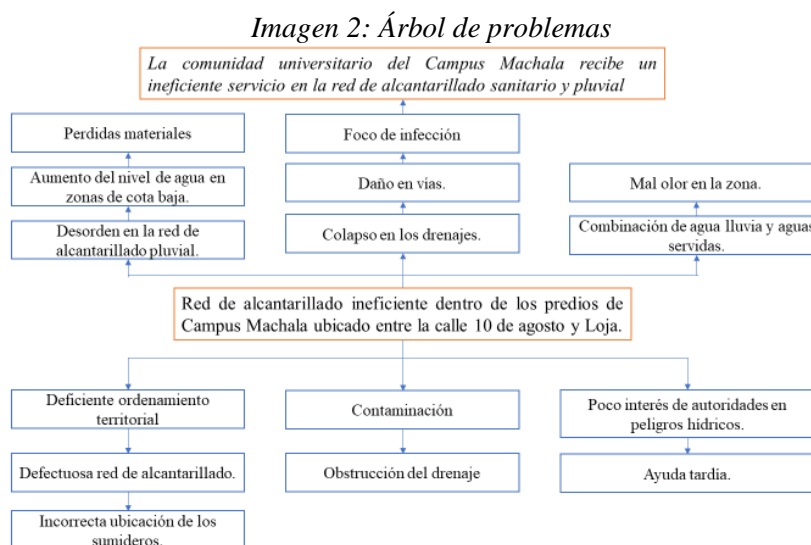 Imagen 2: Árbol de problemas
La comunidad universitario del Campus Machala recibe un
ineficiente servicio en la red de alcantarillado sanitario y pluvial
Perdidas materiales
Foco de infección
Aumento del nivel de agua en
zonas de cota baja.
Daño en vías.
Mal olor en la zona.
Desorden en la red de
alcantarillado pluvial.
Colapso en los drenajes.
Combinación de agua lluvia y aguas
servidas.
Red de alcantarillado ineficiente dentro de los predios de
Campus Machala ubicado entre la calle 10 de agosto y Loja.
Deficiente ordenamiento
territorial
Contaminación
Poco interés de autoridades en
peligros hídricos.
Defectuosa red de alcantarillado.
Obstrucción del drenaje
Ayuda tardía.
Incorrecta ubicación de los
sumideros.